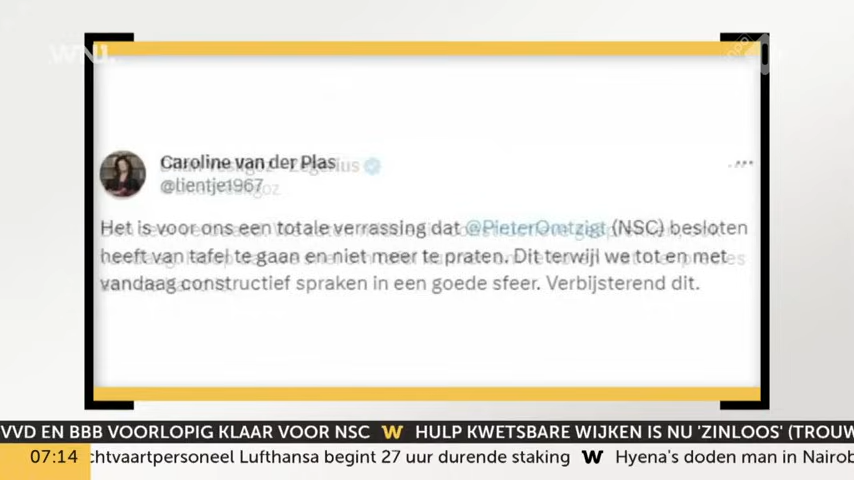 WNL
Caroline van der Plas
@lientje1967
Het is voor ons een totale verrassing dat @PieterOmtzigt (NSC) besloten
heeft van tafel te gaan en niet meer te praten. Dit terwijl we tot en met
vandaag constructief spraken in een goede sfeer. Verbijsterend dit.
VVD EN BBB VOORLOPIG KLAAR VOOR NSC W HULP KWETSBARE WIJKEN IS NU 'ZINLOOS' (TROUW
07:14 chtvaartpersoneel Lufthansa begint 27 uur durende staking W Hyena's doden man in Nairob